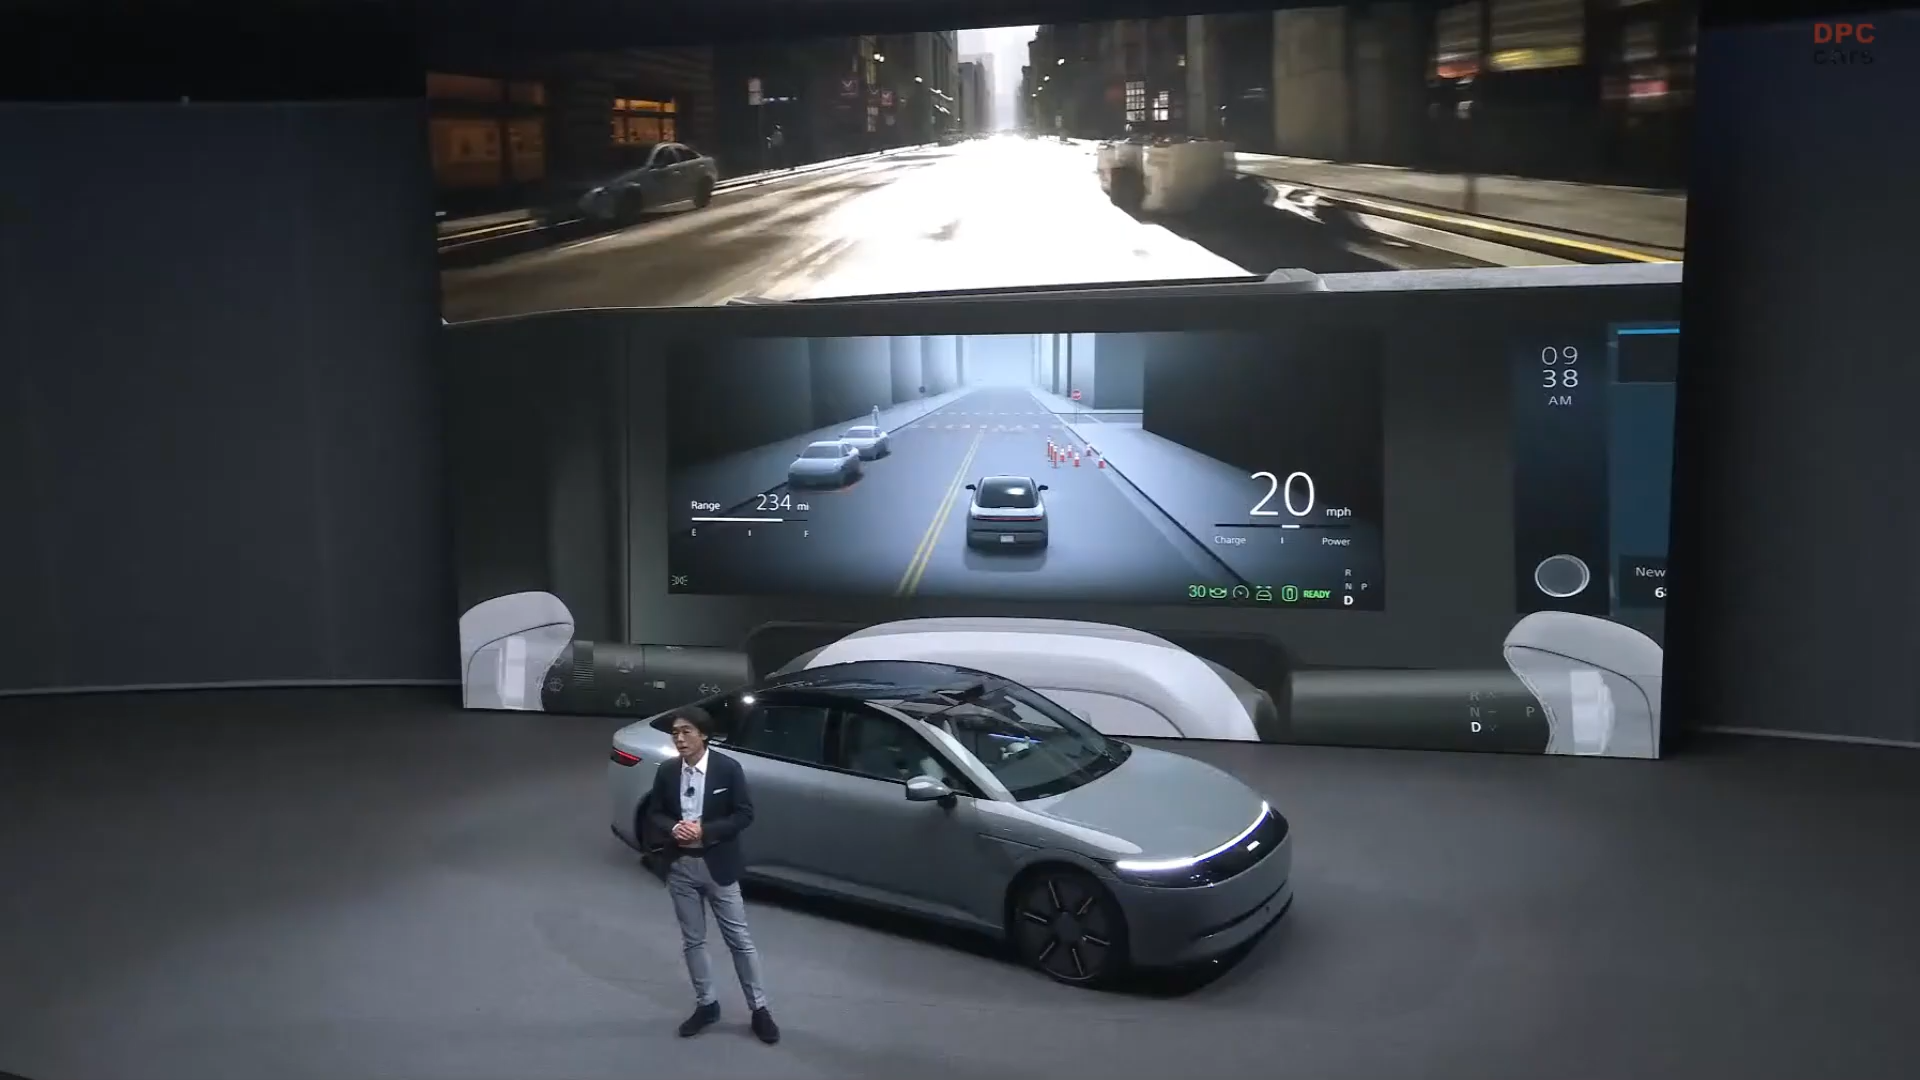 DPC
cars
09
38
AM
Range 234 mi
E F
20 mph
Charge Power
R
N P
D
30 READY
New
R
N P
D